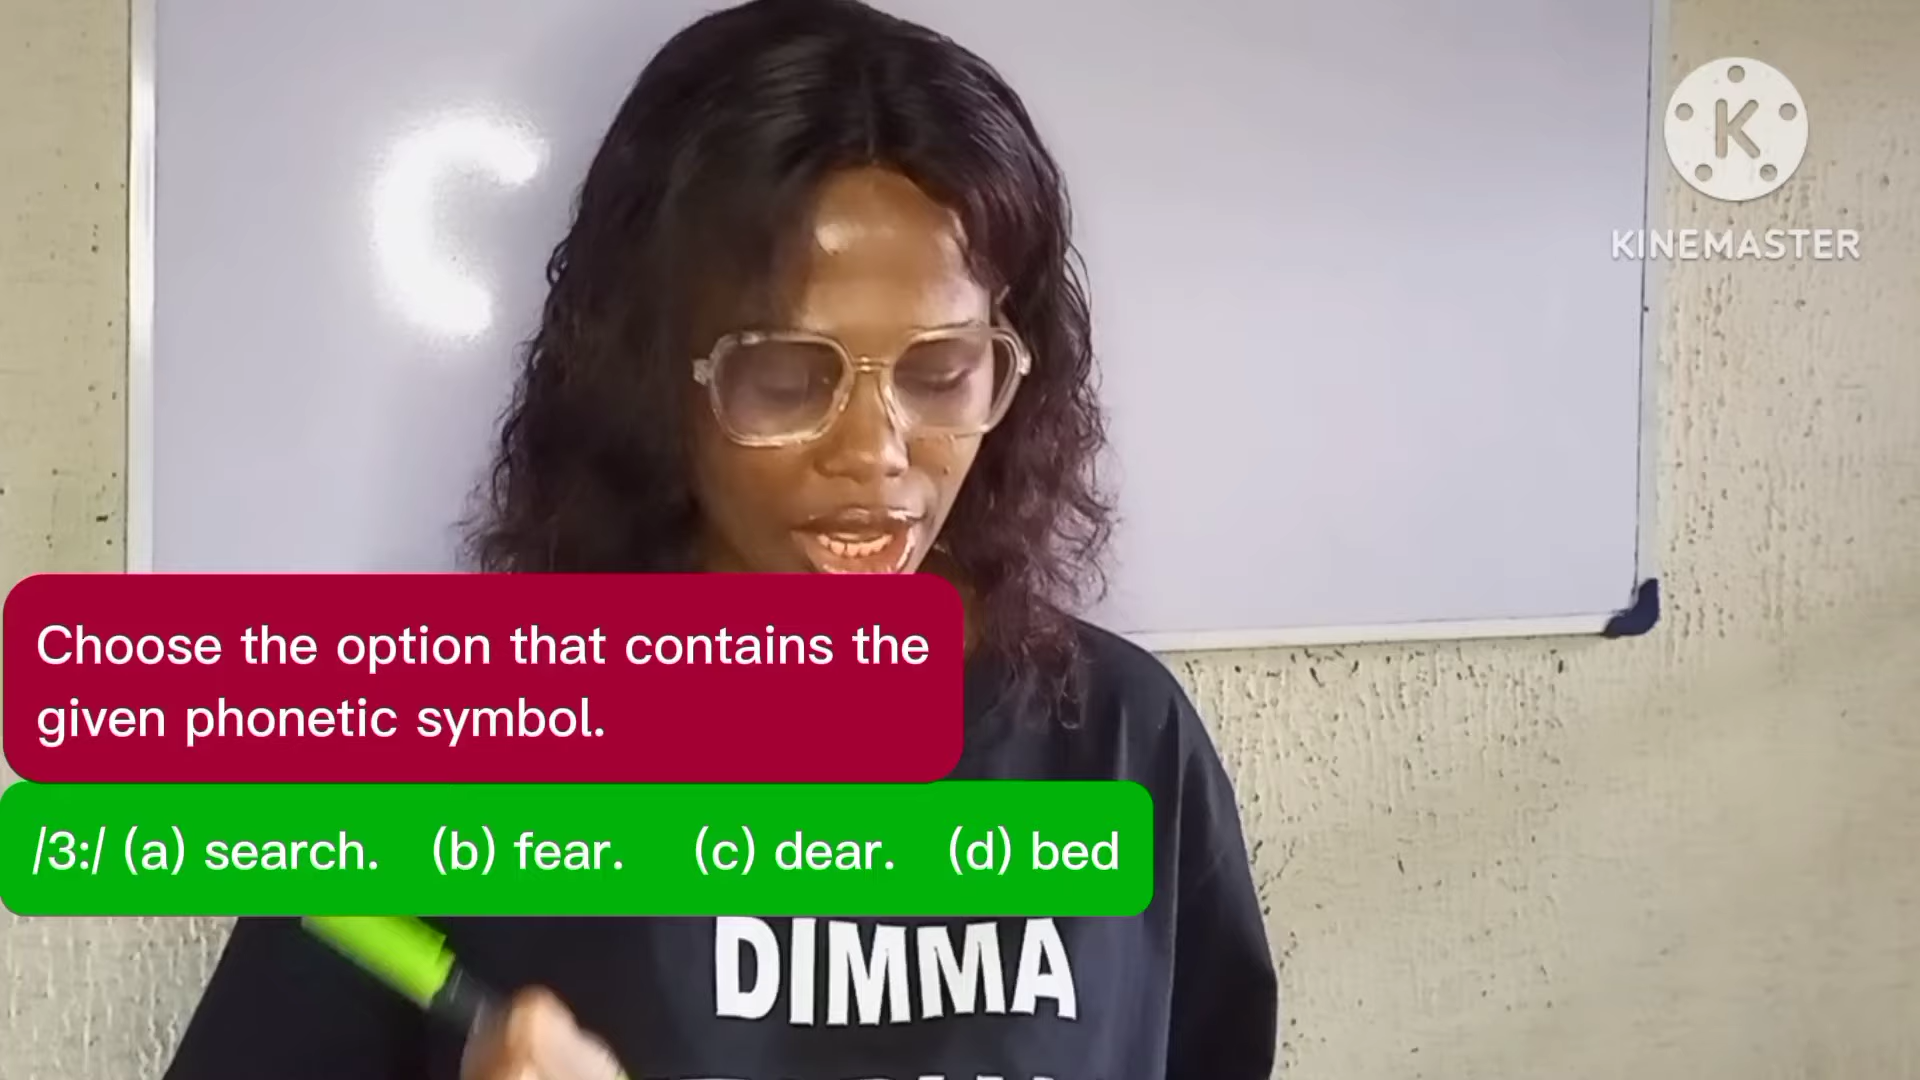 K
KINEMASTER
Choose the option that contains the
given phonetic symbol.
/3:/ (a) search. (b) fear. (c) dear. (d) bed
DIMMA